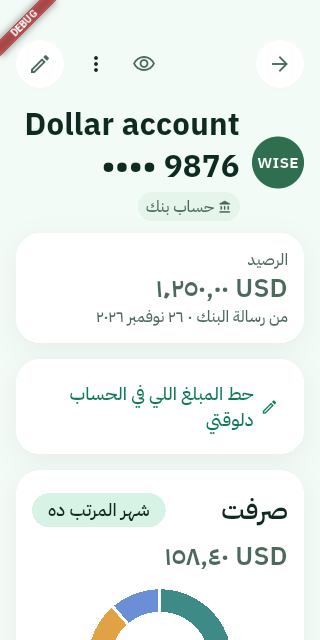 DEBUG
Dollar account
•••• 9876
WISE
حساب بنك
الرصيد
١,٢٥٠,٠٠ USD
من رسالة البنك · ٢٦ نوفمبر ٢٠٢٦
حط المبلغ اللي في الحساب
دلوقتي
صرفت
شهر المرتب ده
١٥٨,٤٠ USD